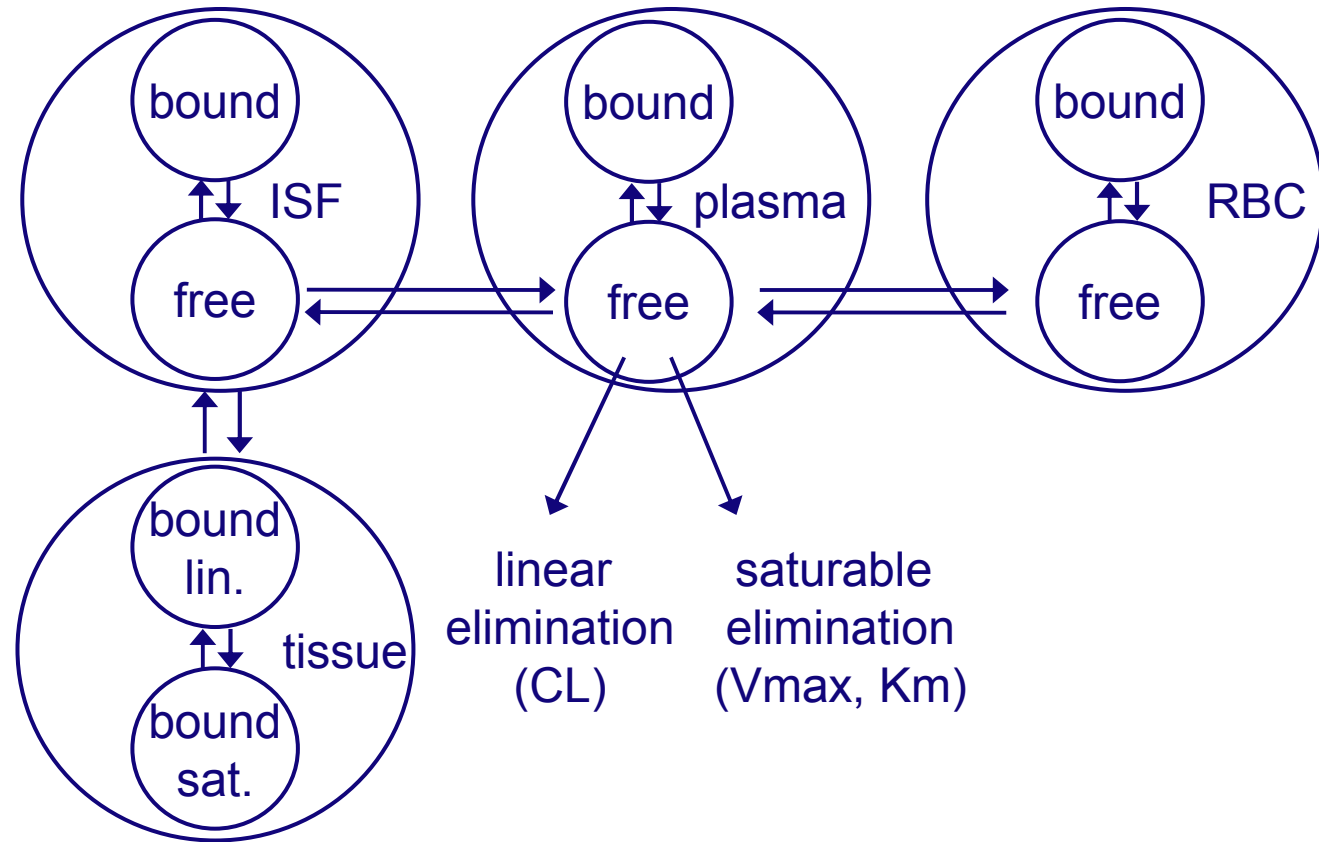 bound
ISF
free
bound
plasma
free
bound
RBC
free
bound
lin.
tissue
bound
sat.
linear
elimination
(CL)
saturable
elimination
(Vmax, Km)